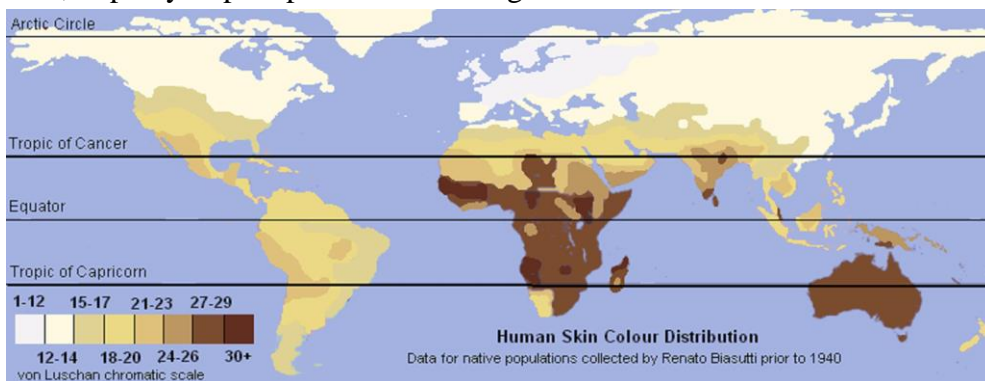 Arctic Circle
Tropic of Cancer
Equator
Tropic of Capricorn
1-12 15-17 21-23 27-29
12-14 18-20 24-26 30+
von Luschan chromatic scale
Human Skin Colour Distribution
Data for native populations collected by Renato Biasutti prior to 1940